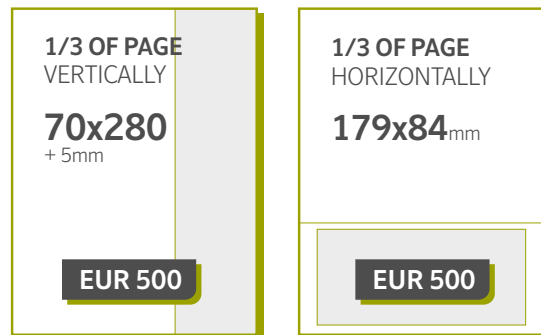 1/3 OF PAGE
VERTICALLY
70x280
+ 5mm
EUR 500
1/3 OF PAGE
HORIZONTALLY
179x84mm
EUR 500